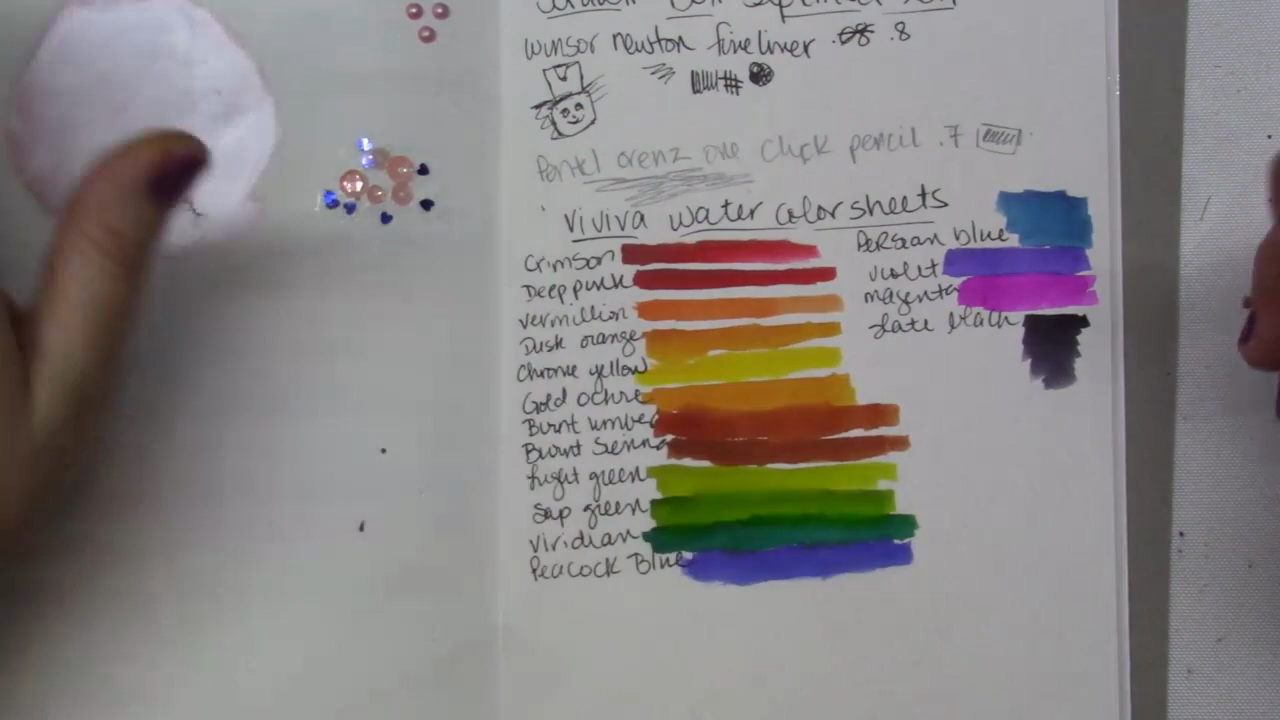 winsor newton fineliner .08 .8
Pentel orenz one click pencil .7
Viviva water color sheets
Crimson
Deep pink
vermillion
Dusk orange
Chrome yellow
Gold ochre
Burnt umber
Burnt Sienna
light green
sap green
viridian
Peacock Blue
Persian blue
violet
magenta
slate black